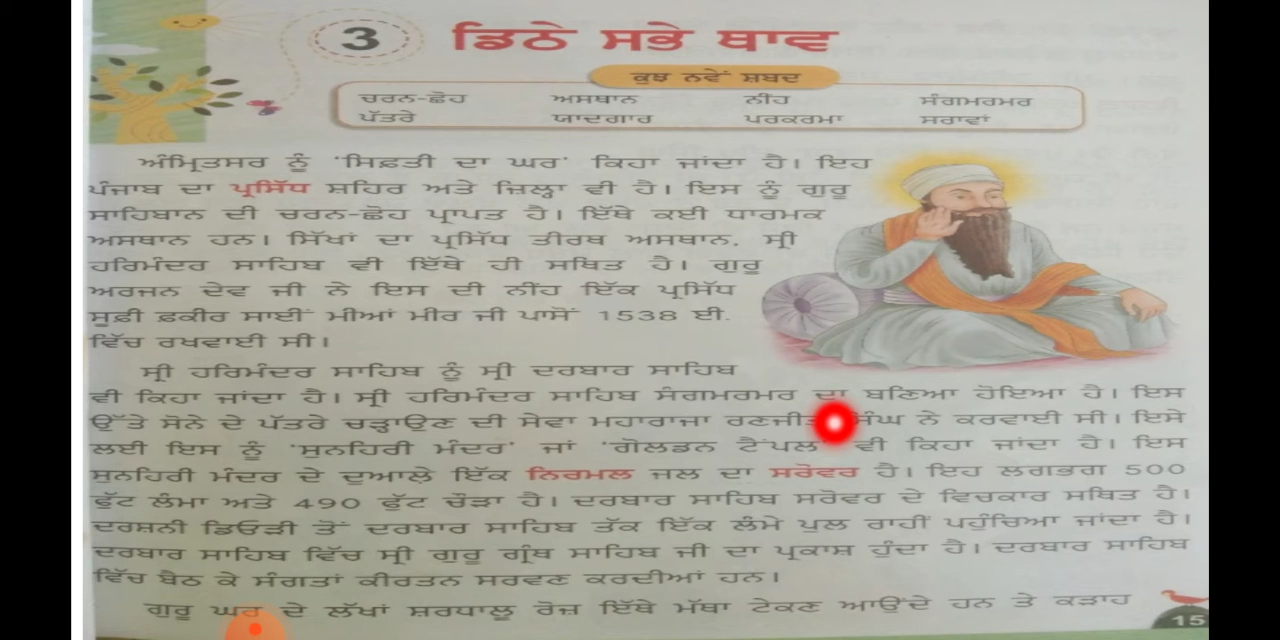 3 ਡਿਠੇ ਸਭੇ ਥਾਵ
ਕੁਝ ਨਵੇਂ ਸ਼ਬਦ
ਚਰਨ-ਛੋਹ ਅਸਥਾਨ ਨੀਂਹ ਸੰਗਮਰਮਰ
ਪੱਤਰੇ ਯਾਦਗਾਰ ਪਰਕਰਮਾ ਸਰਾਵਾਂ
ਅੰਮ੍ਰਿਤਸਰ ਨੂੰ 'ਸਿਫ਼ਤੀ ਦਾ ਘਰ' ਕਿਹਾ ਜਾਂਦਾ ਹੈ। ਇਹ
ਪੰਜਾਬ ਦਾ ਪ੍ਰਸਿੱਧ ਸ਼ਹਿਰ ਅਤੇ ਜ਼ਿਲ੍ਹਾ ਵੀ ਹੈ। ਇਸ ਨੂੰ ਗੁਰੂ
ਸਾਹਿਬਾਨ ਦੀ ਚਰਨ-ਛੋਹ ਪ੍ਰਾਪਤ ਹੈ। ਇੱਥੇ ਕਈ ਧਾਰਮਕ
ਅਸਥਾਨ ਹਨ। ਸਿੱਖਾਂ ਦਾ ਪ੍ਰਸਿੱਧ ਤੀਰਥ ਅਸਥਾਨ, ਸ੍ਰੀ
ਹਰਿਮੰਦਰ ਸਾਹਿਬ ਵੀ ਇੱਥੇ ਹੀ ਸਥਿਤ ਹੈ। ਗੁਰੂ
ਅਰਜਨ ਦੇਵ ਜੀ ਨੇ ਇਸ ਦੀ ਨੀਂਹ ਇੱਕ ਪ੍ਰਸਿੱਧ
ਸੂਫ਼ੀ ਫ਼ਕੀਰ ਸਾਈਂ ਮੀਆਂ ਮੀਰ ਜੀ ਪਾਸੋਂ 1538 ਈ.
ਵਿੱਚ ਰਖਵਾਈ ਸੀ।
ਸ੍ਰੀ ਹਰਿਮੰਦਰ ਸਾਹਿਬ ਨੂੰ ਸ੍ਰੀ ਦਰਬਾਰ ਸਾਹਿਬ
ਵੀ ਕਿਹਾ ਜਾਂਦਾ ਹੈ। ਸ੍ਰੀ ਹਰਿਮੰਦਰ ਸਾਹਿਬ ਸੰਗਮਰਮਰ ਦਾ ਬਣਿਆ ਹੋਇਆ ਹੈ। ਇਸ
ਉੱਤੇ ਸੋਨੇ ਦੇ ਪੱਤਰੇ ਚੜ੍ਹਾਉਣ ਦੀ ਸੇਵਾ ਮਹਾਰਾਜਾ ਰਣਜੀਤ ਸਿੰਘ ਨੇ ਕਰਵਾਈ ਸੀ। ਇਸੇ
ਲਈ ਇਸ ਨੂੰ 'ਸੁਨਹਿਰੀ ਮੰਦਰ' ਜਾਂ 'ਗੋਲਡਨ ਟੈਂਪਲ' ਵੀ ਕਿਹਾ ਜਾਂਦਾ ਹੈ। ਇਸ
ਸੁਨਹਿਰੀ ਮੰਦਰ ਦੇ ਦੁਆਲੇ ਇੱਕ ਨਿਰਮਲ ਜਲ ਦਾ ਸਰੋਵਰ ਹੈ। ਇਹ ਲਗਭਗ 500
ਫੁੱਟ ਲੰਮਾ ਅਤੇ 490 ਫੁੱਟ ਚੌੜਾ ਹੈ। ਦਰਬਾਰ ਸਾਹਿਬ ਸਰੋਵਰ ਦੇ ਵਿਚਕਾਰ ਸਥਿਤ ਹੈ।
ਦਰਸ਼ਨੀ ਡਿਓੜੀ ਤੋਂ ਦਰਬਾਰ ਸਾਹਿਬ ਤੱਕ ਇੱਕ ਲੰਮੇ ਪੁਲ ਰਾਹੀਂ ਪਹੁੰਚਿਆ ਜਾਂਦਾ ਹੈ।
ਦਰਬਾਰ ਸਾਹਿਬ ਵਿੱਚ ਸ੍ਰੀ ਗੁਰੂ ਗ੍ਰੰਥ ਸਾਹਿਬ ਜੀ ਦਾ ਪ੍ਰਕਾਸ਼ ਹੁੰਦਾ ਹੈ। ਦਰਬਾਰ ਸਾਹਿਬ
ਵਿੱਚ ਬੈਠ ਕੇ ਸੰਗਤਾਂ ਕੀਰਤਨ ਸਰਵਣ ਕਰਦੀਆਂ ਹਨ।
ਗੁਰੂ ਘਰ ਦੇ ਲੱਖਾਂ ਸ਼ਰਧਾਲੂ ਰੋਜ਼ ਇੱਥੇ ਮੱਥਾ ਟੇਕਣ ਆਉਂਦੇ ਹਨ ਤੇ ਕੜਾਹ
15